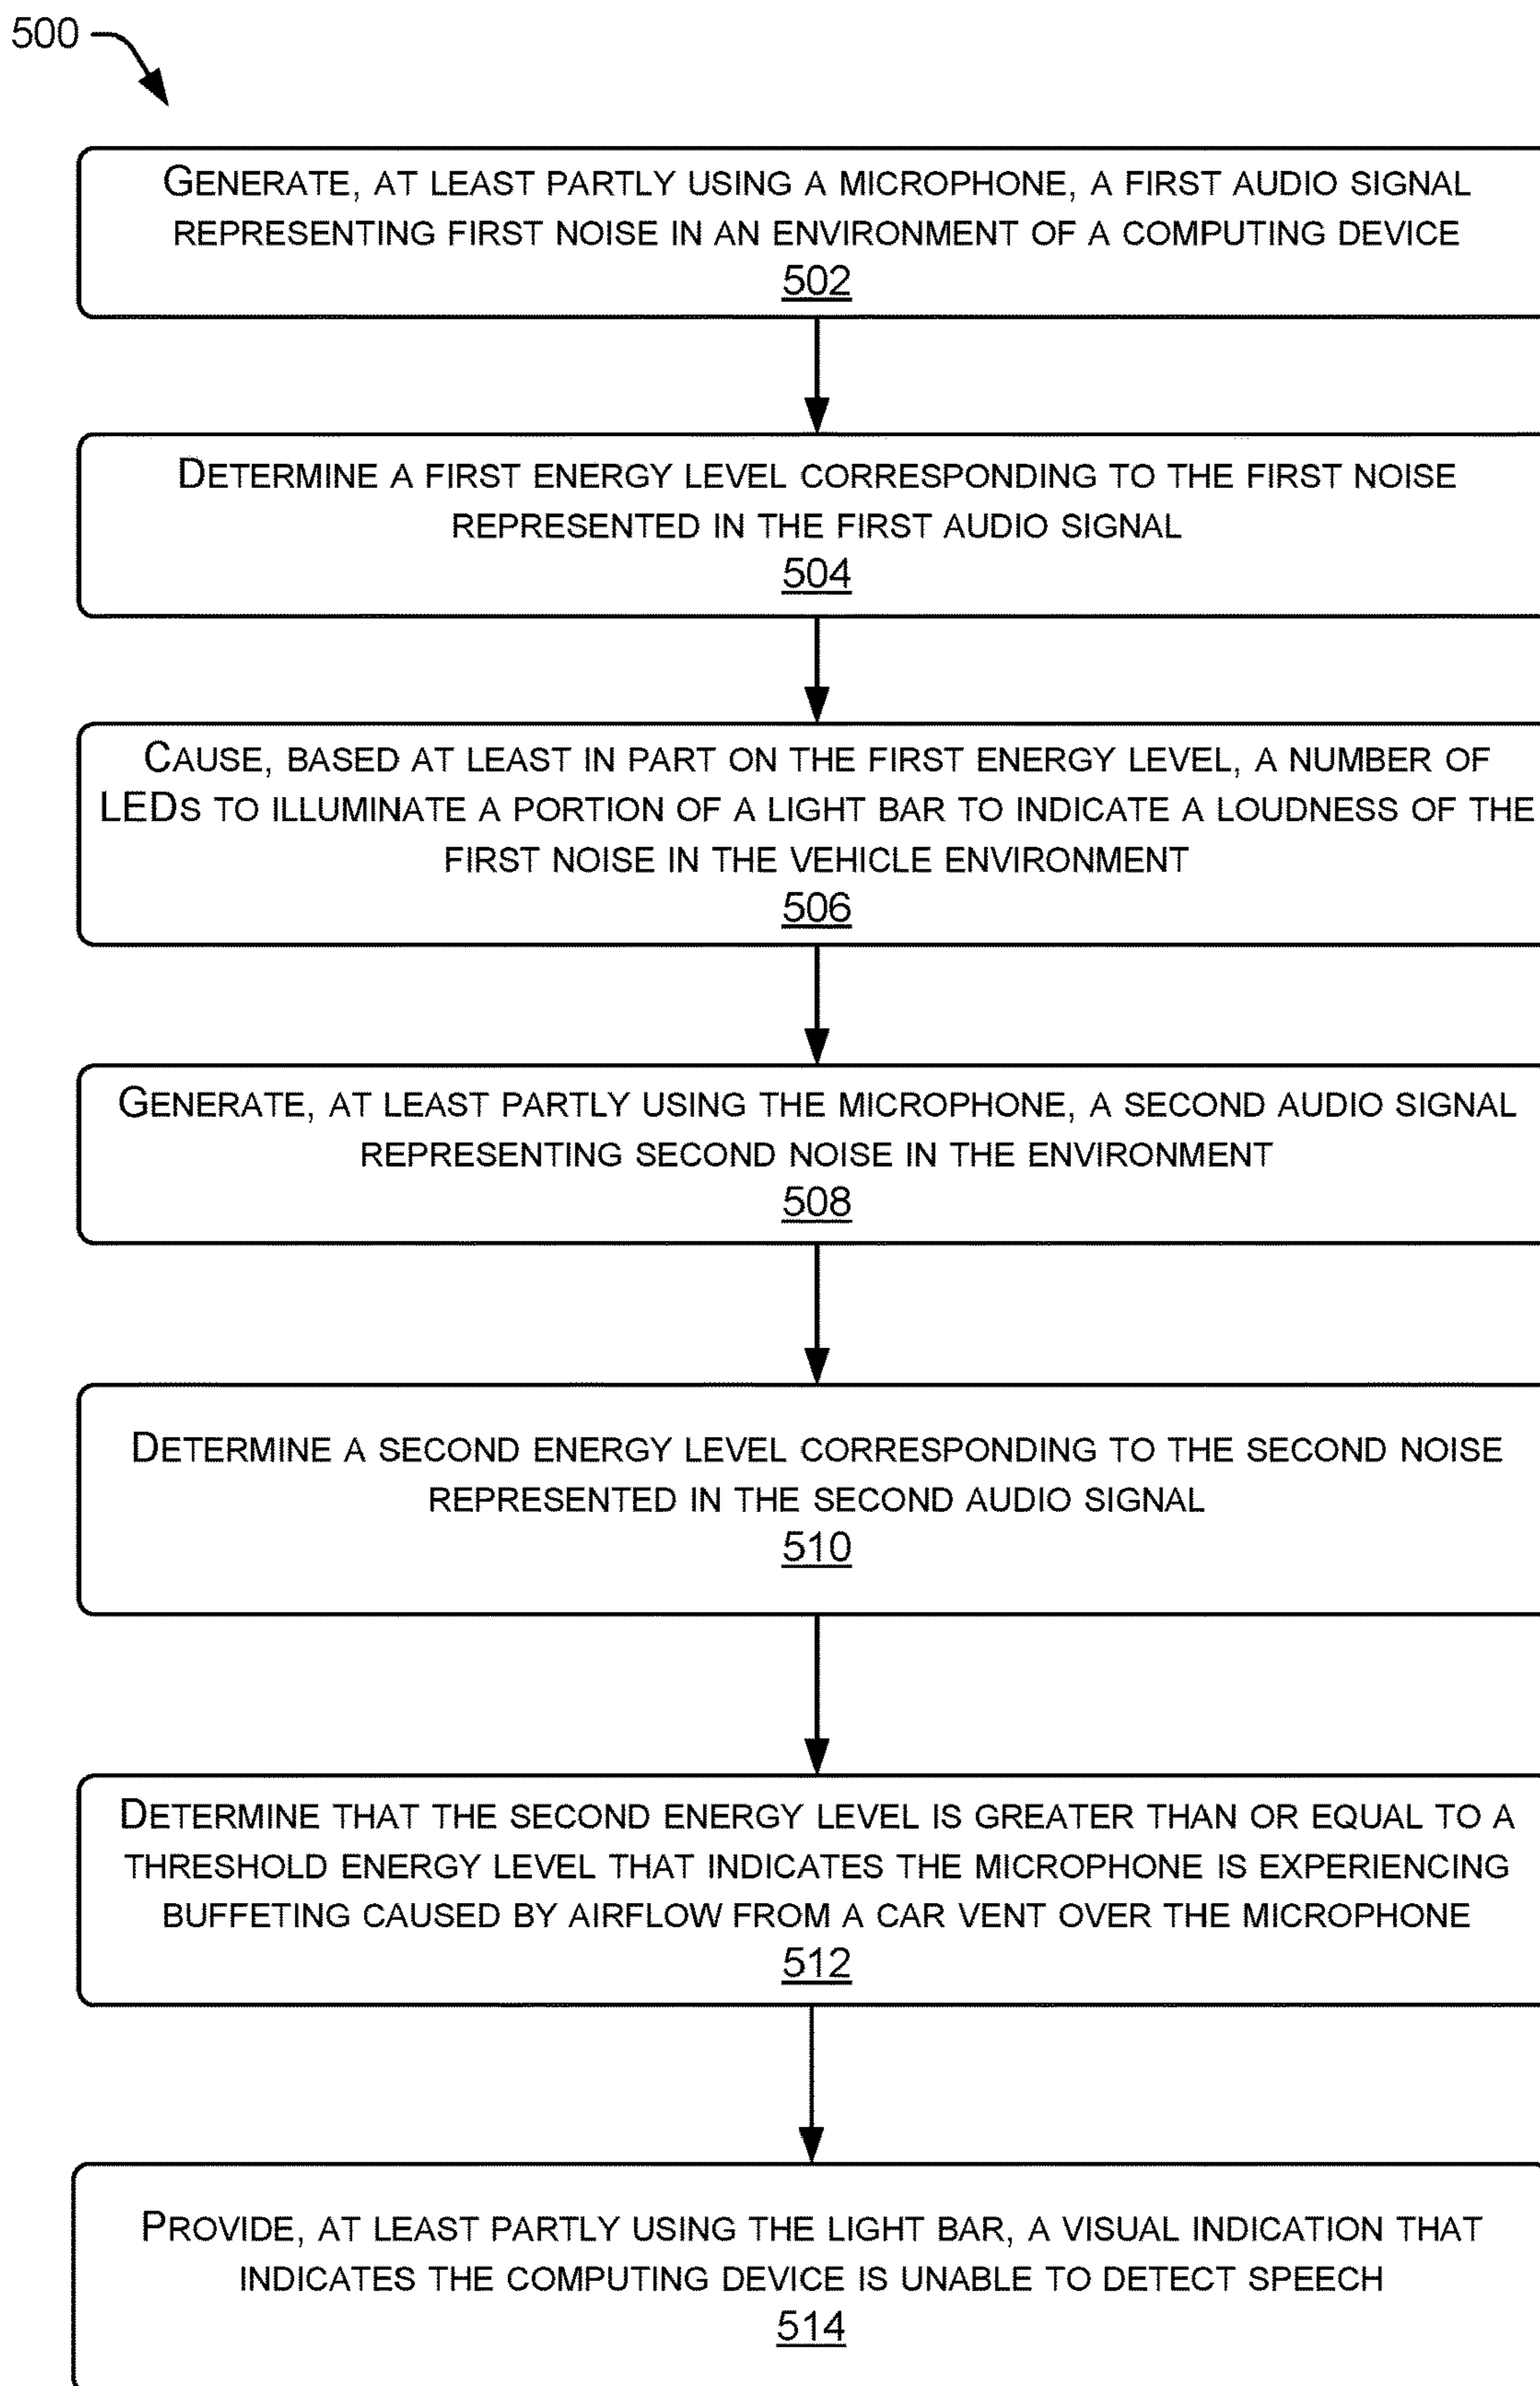 500
GENERATE, AT LEAST PARTLY USING A MICROPHONE, A FIRST AUDIO SIGNAL
REPRESENTING FIRST NOISE IN AN ENVIRONMENT OF A COMPUTING DEVICE
502
DETERMINE A FIRST ENERGY LEVEL CORRESPONDING TO THE FIRST NOISE
REPRESENTED IN THE FIRST AUDIO SIGNAL
504
CAUSE, BASED AT LEAST IN PART ON THE FIRST ENERGY LEVEL, A NUMBER OF
LEDS TO ILLUMINATE A PORTION OF A LIGHT BAR TO INDICATE A LOUDNESS OF THE
FIRST NOISE IN THE VEHICLE ENVIRONMENT
506
GENERATE, AT LEAST PARTLY USING THE MICROPHONE, A SECOND AUDIO SIGNAL
REPRESENTING SECOND NOISE IN THE ENVIRONMENT
508
DETERMINE A SECOND ENERGY LEVEL CORRESPONDING TO THE SECOND NOISE
REPRESENTED IN THE SECOND AUDIO SIGNAL
510
DETERMINE THAT THE SECOND ENERGY LEVEL IS GREATER THAN OR EQUAL TO A
THRESHOLD ENERGY LEVEL THAT INDICATES THE MICROPHONE IS EXPERIENCING
BUFFETING CAUSED BY AIRFLOW FROM A CAR VENT OVER THE MICROPHONE
512
PROVIDE, AT LEAST PARTLY USING THE LIGHT BAR, A VISUAL INDICATION THAT
INDICATES THE COMPUTING DEVICE IS UNABLE TO DETECT SPEECH
514